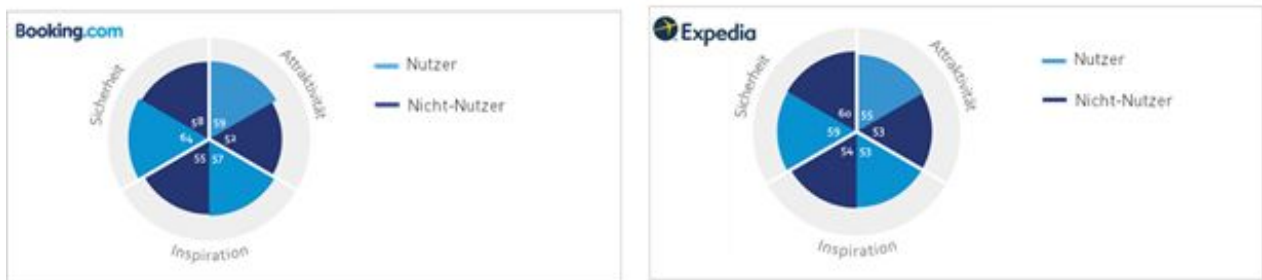 Booking.com
Sicherheit
Attraktivität
Inspiration
58
59
64
52
55
57
Nutzer
Nicht-Nutzer
Expedia
Sicherheit
Attraktivität
Inspiration
60
55
59
53
54
53
Nutzer
Nicht-Nutzer